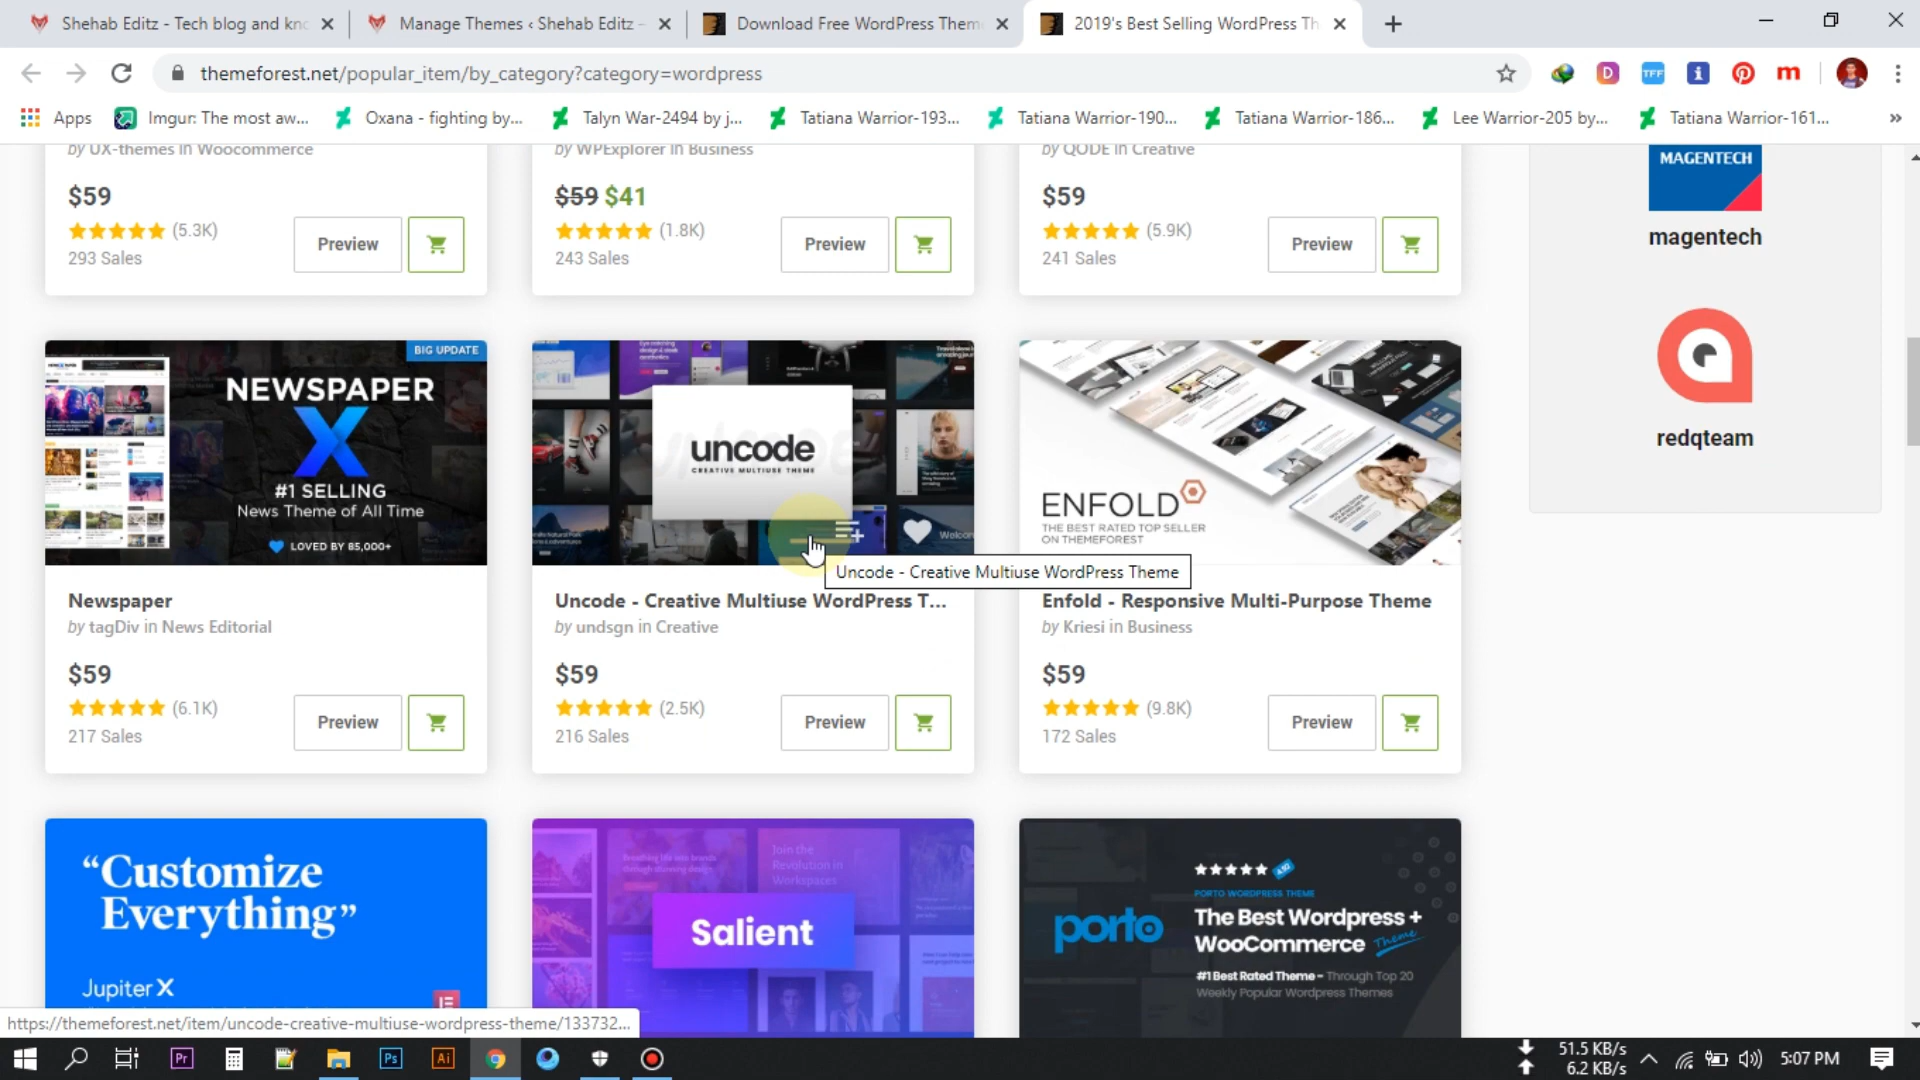 Shehab Editz - Tech blog and kno
Manage Themes ‹ Shehab Editz -
Download Free WordPress Them
2019's Best Selling WordPress Th
themeforest.net/popular_item/by_category?category=wordpress
Apps
Imgur: The most aw...
Oxana - fighting by...
Talyn War-2494 by j...
Tatiana Warrior-193...
Tatiana Warrior-190...
Tatiana Warrior-186...
Lee Warrior-205 by...
Tatiana Warrior-161...
by UX-themes in Woocommerce
$59
(5.3K)
293 Sales
Preview
by WPExplorer in Business
$59 $41
(1.8K)
243 Sales
Preview
by QODE in Creative
$59
(5.9K)
241 Sales
Preview
MAGENTECH
magentech
redqteam
BIG UPDATE
NEWSPAPER
X
#1 SELLING
News Theme of All Time
LOVED BY 85,000+
Newspaper
by tagDiv in News Editorial
$59
(6.1K)
217 Sales
Preview
uncode
CREATIVE MULTIUSE THEME
Uncode - Creative Multiuse WordPress Theme
Uncode - Creative Multiuse WordPress T...
by undsgn in Creative
$59
(2.5K)
216 Sales
Preview
ENFOLD
THE BEST RATED TOP SELLER
ON THEMEFOREST
Enfold - Responsive Multi-Purpose Theme
by Kriesi in Business
$59
(9.8K)
172 Sales
Preview
“Customize
Everything”
Jupiter X
Join the
Revolution in
Workspaces
Salient
PORTO WORDPRESS THEME
porto
The Best Wordpress +
WooCommerce Theme
#1 Best Rated Theme - Through Top 20
Weekly Popular Wordpress Themes
https://themeforest.net/item/uncode-creative-multiuse-wordpress-theme/133732...
Pr
Ps
Ai
51.5 KB/s
6.2 KB/s
5:07 PM